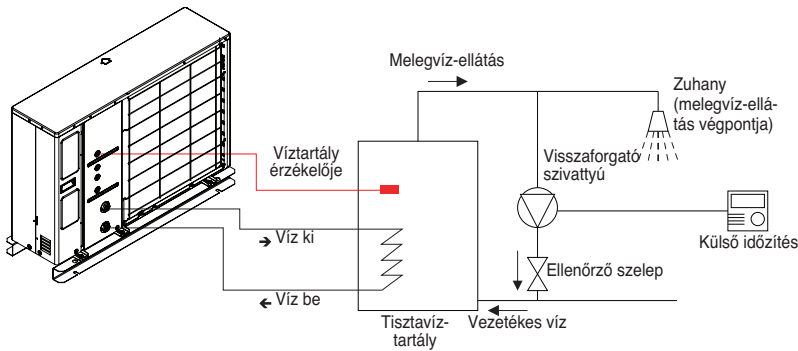 Melegvíz-ellátás
Zuhany
(melegvíz-ellá-
tás végpontja)
Víztartály
érzékelője
Visszaforgató
szivattyú
Víz ki
Külső időzítés
Ellenőrző szelep
Víz be
Tisztavíz-
tartály
Vezetékes víz